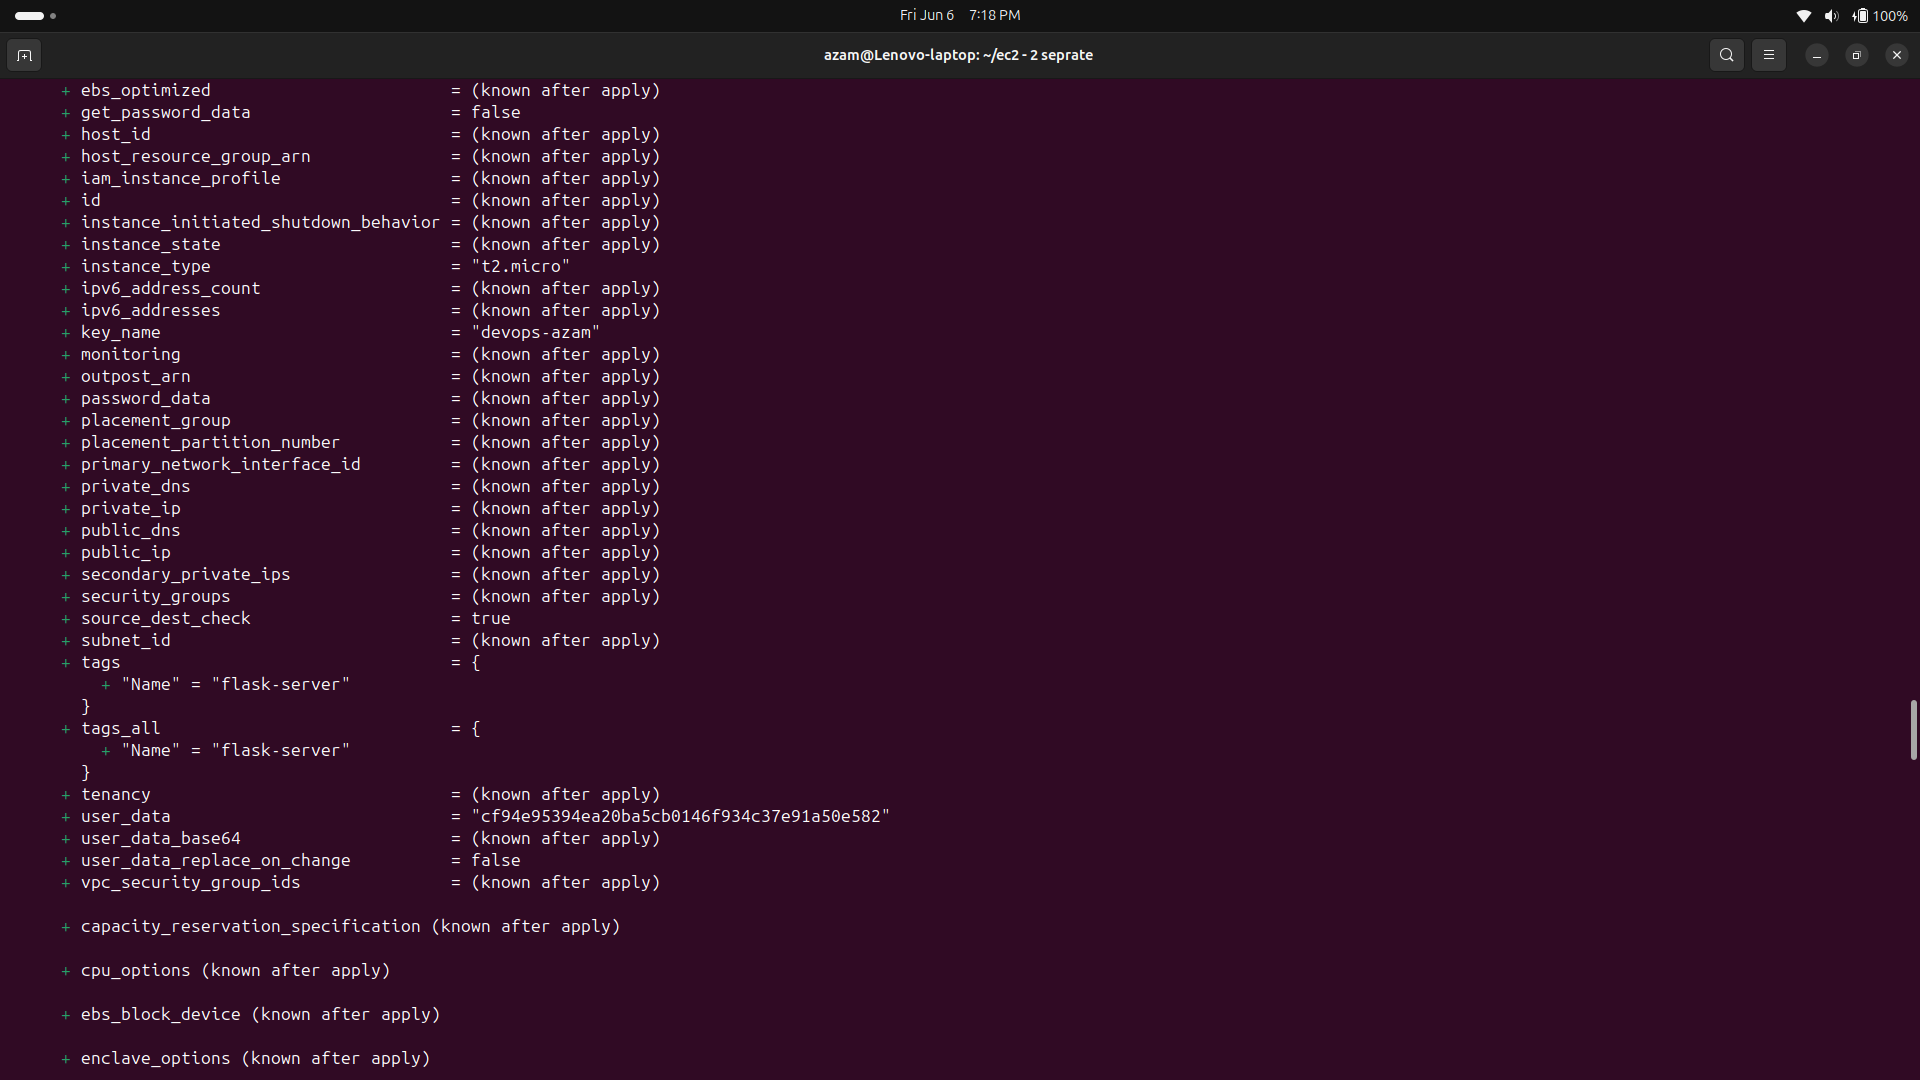 Fri Jun 6 7:18 PM
100%
azam@Lenovo-laptop: ~/ec2 - 2 seprate
+ ebs_optimized = (known after apply)
+ get_password_data = false
+ host_id = (known after apply)
+ host_resource_group_arn = (known after apply)
+ iam_instance_profile = (known after apply)
+ id = (known after apply)
+ instance_initiated_shutdown_behavior = (known after apply)
+ instance_state = (known after apply)
+ instance_type = "t2.micro"
+ ipv6_address_count = (known after apply)
+ ipv6_addresses = (known after apply)
+ key_name = "devops-azam"
+ monitoring = (known after apply)
+ outpost_arn = (known after apply)
+ password_data = (known after apply)
+ placement_group = (known after apply)
+ placement_partition_number = (known after apply)
+ primary_network_interface_id = (known after apply)
+ private_dns = (known after apply)
+ private_ip = (known after apply)
+ public_dns = (known after apply)
+ public_ip = (known after apply)
+ secondary_private_ips = (known after apply)
+ security_groups = (known after apply)
+ source_dest_check = true
+ subnet_id = (known after apply)
+ tags = {
+ "Name" = "flask-server"
}
+ tags_all = {
+ "Name" = "flask-server"
}
+ tenancy = (known after apply)
+ user_data = "cf94e95394ea20ba5cb0146f934c37e91a50e582"
+ user_data_base64 = (known after apply)
+ user_data_replace_on_change = false
+ vpc_security_group_ids = (known after apply)
+ capacity_reservation_specification (known after apply)
+ cpu_options (known after apply)
+ ebs_block_device (known after apply)
+ enclave_options (known after apply)